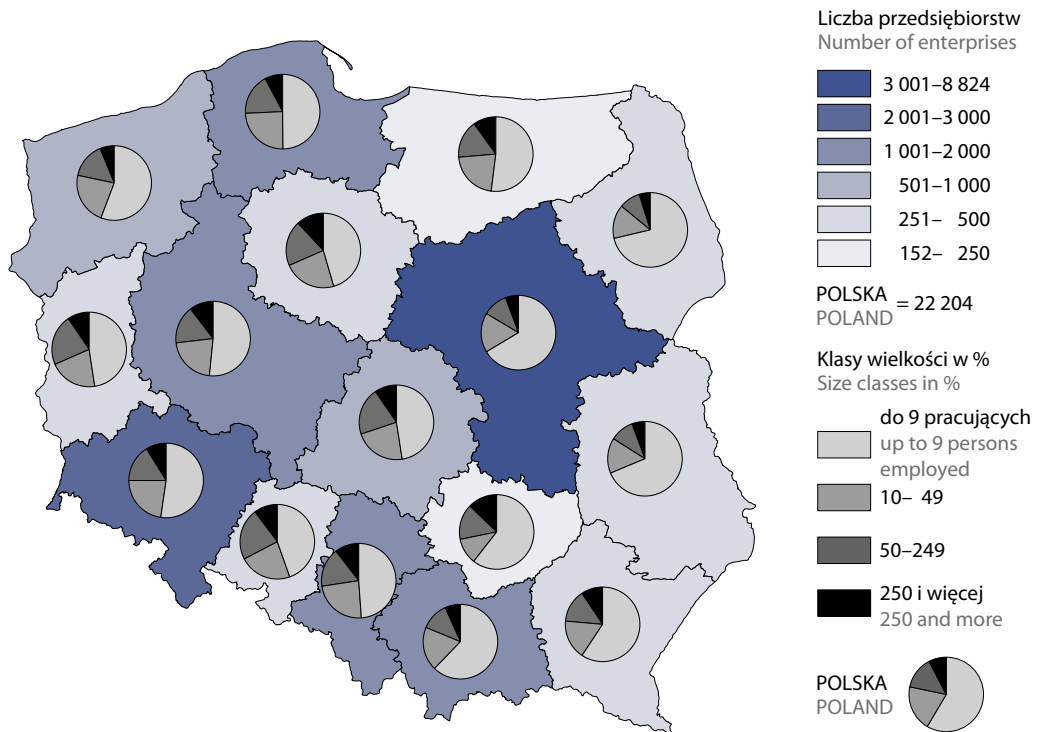 Liczba przedsiębiorstw
Number of enterprises
3 001–8 824
2 001–3 000
1 001–2 000
501–1 000
251– 500
152– 250
POLSKA
POLAND
= 22 204
Klasy wielkości w %
Size classes in %
do 9 pracujących
up to 9 persons
employed
10– 49
50–249
250 i więcej
250 and more
POLSKA
POLAND